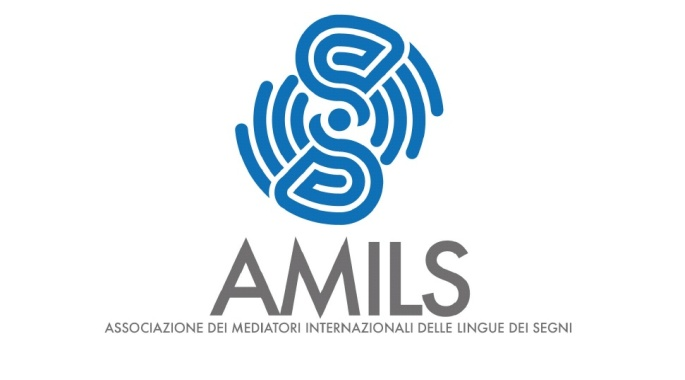 AMILS
ASSOCIAZIONE DEI MEDIATORI INTERNAZIONALI DELLE LINGUE DEI SEGNI